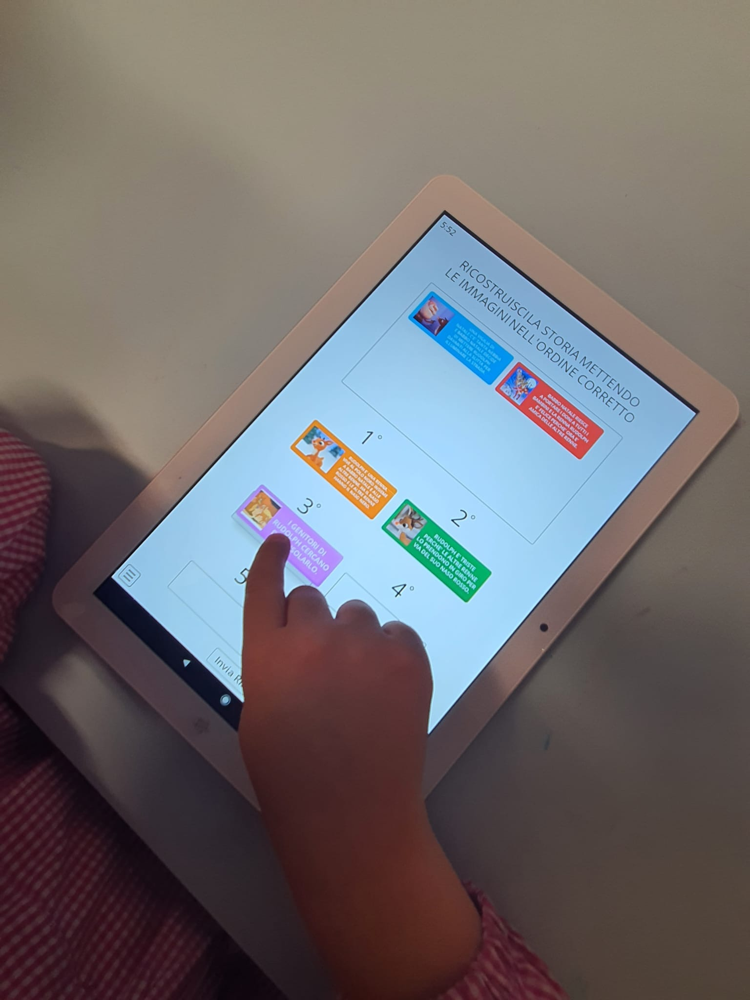 5:52
RICOSTRUISCI LA STORIA METTENDO
LE IMMAGINI NELL'ORDINE CORRETTO
UNA VIGILIA DI
NATALE C'E' TANTA NEBBIA
E BABBO NATALE DECIDE
DI METTERE RUDOLPH
DAVANTI ALLA SLITTA PER
ILLUMINARE LA STRADA.
BABBO NATALE RIESCE
A PORTARE I DONI A TUTTI I
BAMBINI E LA RENNA RUDOLPH
E' FELICE PERCHE' ORA E'
AMICA DELLE ALTRE RENNE.
1°
2°
RUDOLPH E' UNA RENNA,
VIVE AL POLO NORD INSIEME
A BABBO NATALE E ALLE
ALTRE RENNE. HA IL NASO
ROSSO E LE ALTRE RENNE
HANNO IL NASO NERO.
RUDOLPH E' TRISTE
PERCHE' LE ALTRE RENNE
LO PRENDONO IN GIRO PER
VIA DEL SUO NASO ROSSO.
3°
4°
I GENITORI DI
RUDOLPH CERCANO
SOLARLO.
5
Invia Ri